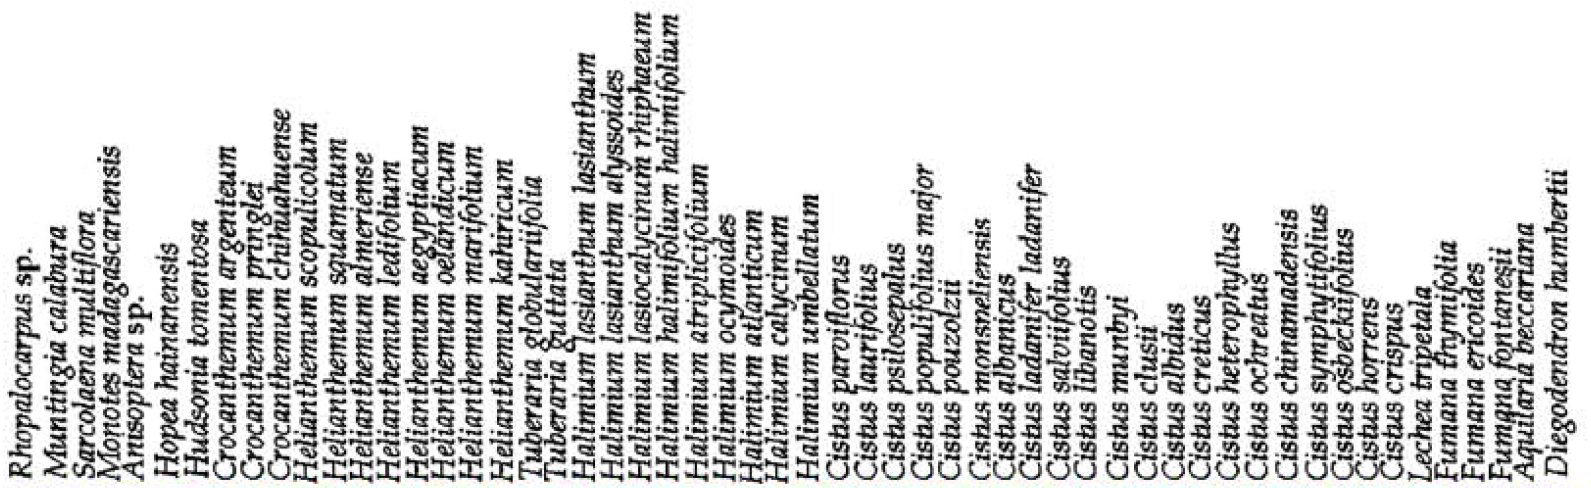 Rhopalocarpus sp.
Muntingia calabura
Sarcolaena multiflora
Monotes madagascariensis
Anisoptera sp.
Hopea hainanensis
Hudsonia tomentosa
Crocanthemum argenteum
Crocanthemum pringlei
Crocanthemum chihuahuense
Helianthemum scopulicolum
Helianthemum squamatum
Helianthemum almeriense
Helianthemum ledifolium
Helianthemum aegyptiacum
Helianthemum oelandicum
Helianthemum marifolium
Helianthemum kahiricum
Tuberaria globulariifolia
Tuberaria guttata
Halimium lasianthum lasianthum
Halimium lasianthum alyssoides
Halimium lasiocalycinum rhiphaeum
Halimium halimifolium halimifolium
Halimium atriplicifolium
Halimium ocymoides
Halimium atlanticum
Halimium calycinum
Halimium umbellatum
Cistus parviflorus
Cistus laurifolius
Cistus psilosepalus
Cistus populifolius major
Cistus pouzolzii
Cistus monspeliensis
Cistus albanicus
Cistus ladanifer ladanifer
Cistus salviifolius
Cistus libanotis
Cistus munbyi
Cistus clusii
Cistus albidus
Cistus creticus
Cistus heterophyllus
Cistus ochreatus
Cistus chinamadensis
Cistus symphytifolius
Cistus osbeckifolius
Cistus horrens
Cistus crispus
Lechea tripetala
Fumana thymifolia
Fumana ericoides
Fumana fontanesii
Aquilaria beccariana
Diegodendron humbertii